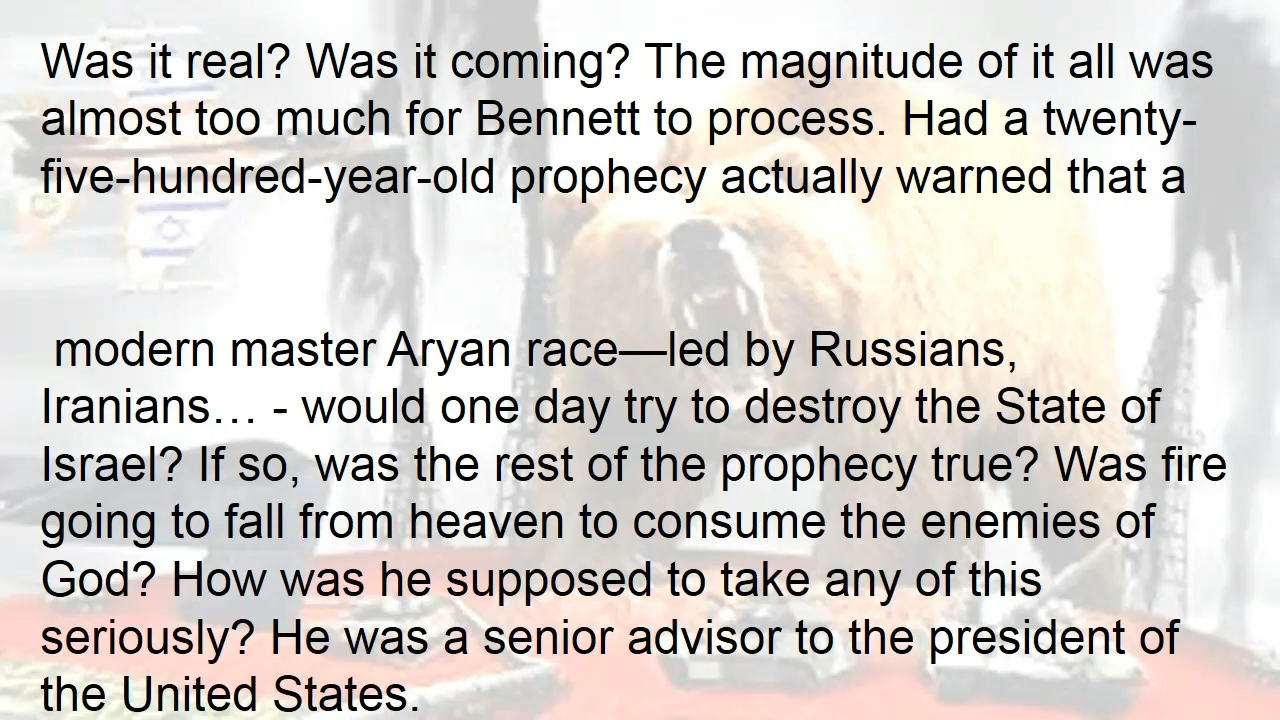 Was it real? Was it coming? The magnitude of it all was
almost too much for Bennett to process. Had a twenty-
five-hundred-year-old prophecy actually warned that a
modern master Aryan race—led by Russians,
Iranians… - would one day try to destroy the State of
Israel? If so, was the rest of the prophecy true? Was fire
going to fall from heaven to consume the enemies of
God? How was he supposed to take any of this
seriously? He was a senior advisor to the president of
the United States.